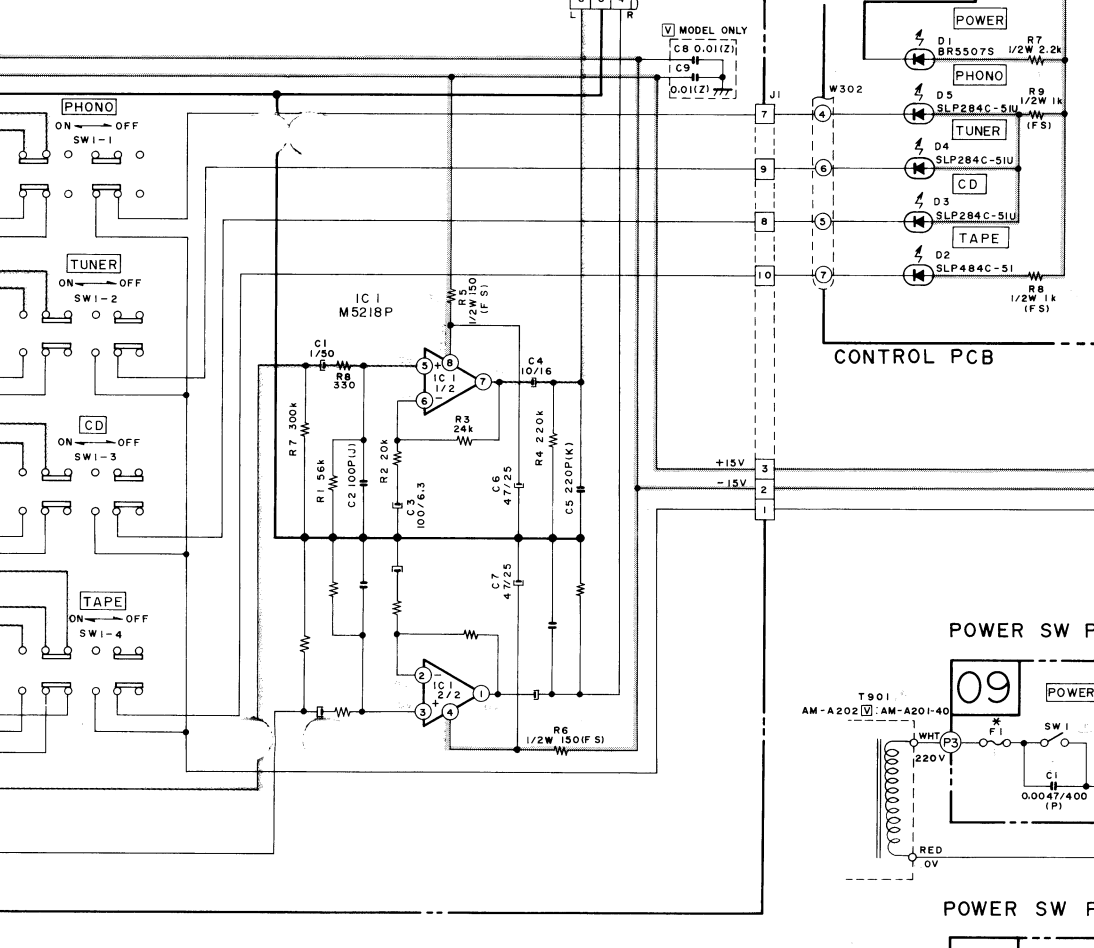 L
R
V MODEL ONLY
C8 0.01(Z)
C9
0.01(Z)
J1
W302
POWER
D1
BR5507S
R7
1/2W 2.2k
PHONO
D5
SLP284C-51U
R9
1/2W 1k
(FS)
TUNER
D4
SLP284C-51U
CD
D3
SLP284C-51U
TAPE
D2
SLP484C-51
R8
1/2W 1k
(FS)
7
4
9
6
8
5
10
7
CONTROL PCB
PHONO
ON OFF
SW1-1
TUNER
ON OFF
SW1-2
CD
ON OFF
SW1-3
TAPE
ON OFF
SW1-4
IC1
M5218P
R5
1/2W 150
(FS)
C1
1/50
R8
330
5
+
8
IC1
1/2
7
6
−
C4
10/16
R3
24k
R7 300k
R1 56k
C2 100P(J)
R2 20k
C3
100/6.3
C6
47/25
R4 220k
C5 220P(K)
+15V
3
-15V
2
1
C7
47/25
2
−
IC1
2/2
1
3
+
4
R6
1/2W 150(FS)
POWER SW P
09
POWER
T901
AM-A202 V : AM-A201-40
WHT
P3
220V
*
F1
SW1
C1
0.0047/400
(P)
RED
0V
POWER SW P